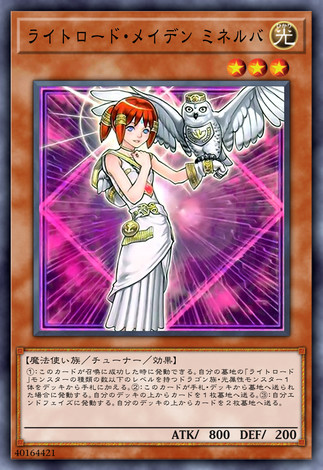 ライトロード・メイデン ミネルバ
光
【魔法使い族／チューナー／効果】
①：このカードが召喚に成功した時に発動できる。自分の墓地の「ライトロード
」モンスターの種類の数以下のレベルを持つドラゴン族・光属性モンスター１
体をデッキから手札に加える。②：このカードが手札・デッキから墓地へ送られ
た場合に発動する。自分のデッキの上からカードを１枚墓地へ送る。③：自分エ
ンドフェイズに発動する。自分のデッキの上からカードを２枚墓地へ送る。
ATK/ 800 DEF/ 200
40164421